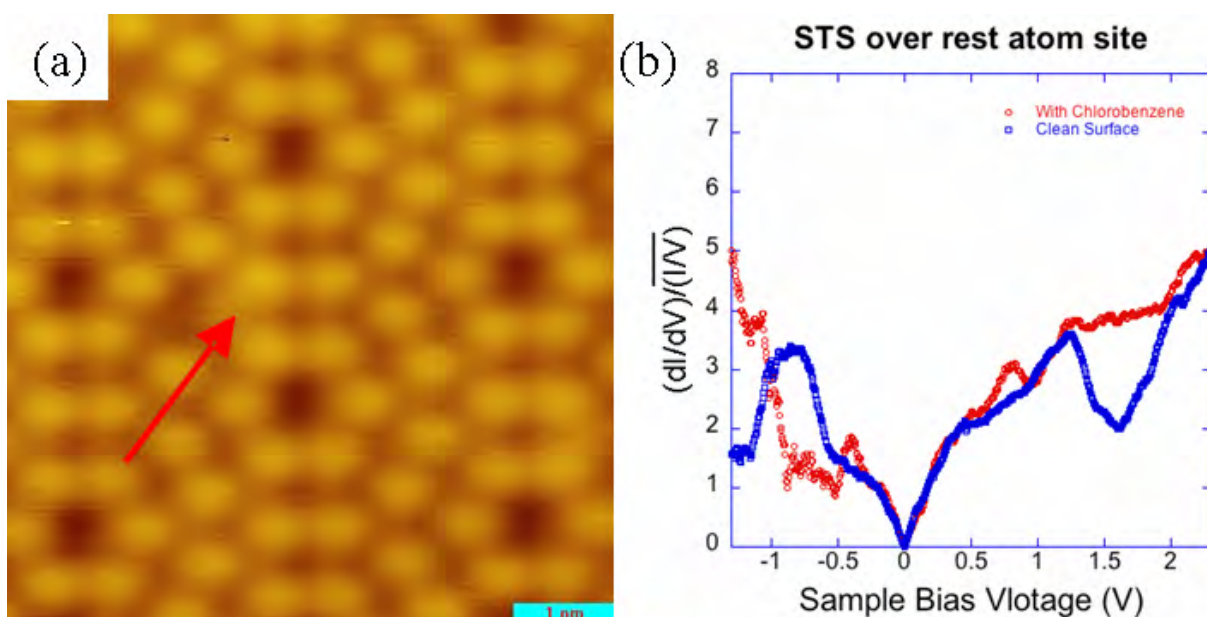 (a)
1 nm
(b)
STS over rest atom site
With Chlorobenzene
Clean Surface
(dI/dV)/(I/V)
8
7
6
5
4
3
2
1
0
-1 -0.5 0 0.5 1 1.5 2
Sample Bias Vlotage (V)